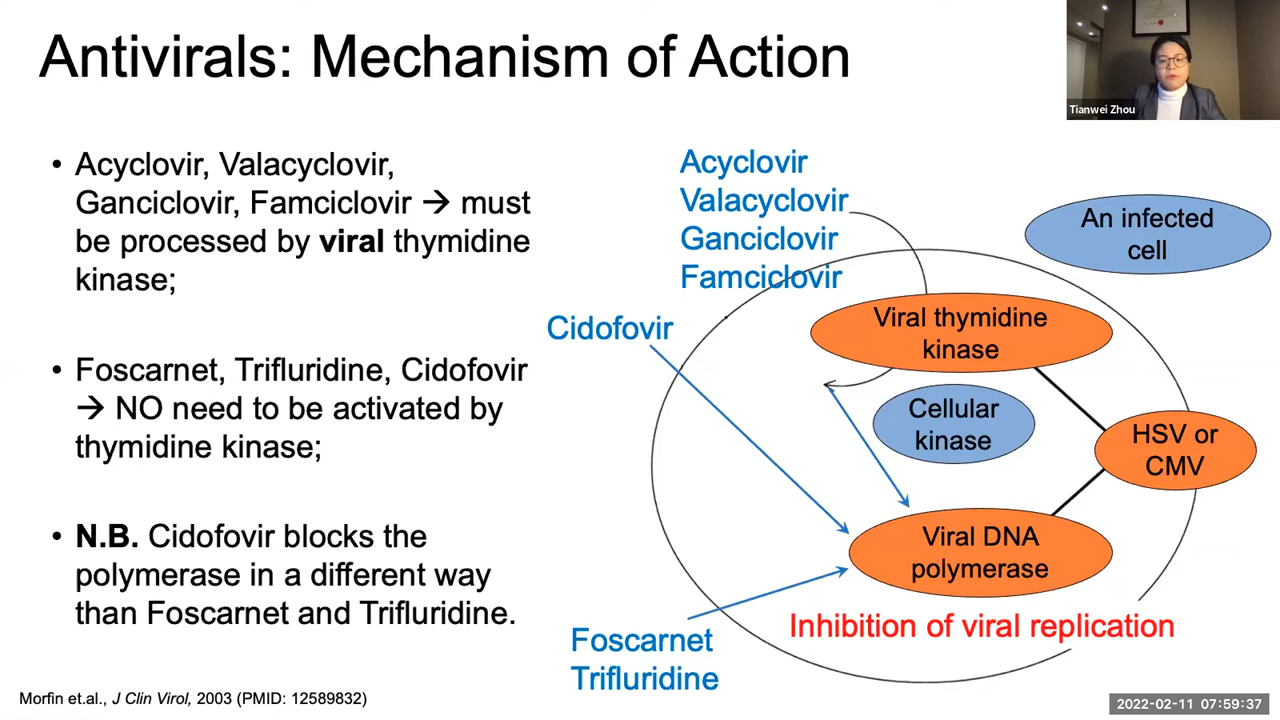 Antivirals: Mechanism of Action
Tianwei Zhou
• Acyclovir, Valacyclovir,
Ganciclovir, Famciclovir → must
be processed by viral thymidine
kinase;
• Foscarnet, Trifluridine, Cidofovir
→ NO need to be activated by
thymidine kinase;
• N.B. Cidofovir blocks the
polymerase in a different way
than Foscarnet and Trifluridine.
Acyclovir
Valacyclovir
Ganciclovir
Famciclovir
An infected
cell
Cidofovir
Viral thymidine
kinase
Cellular
kinase
HSV or
CMV
Viral DNA
polymerase
Inhibition of viral replication
Foscarnet
Trifluridine
Morfin et.al., J Clin Virol, 2003 (PMID: 12589832)
2022-02-11 07:59:37